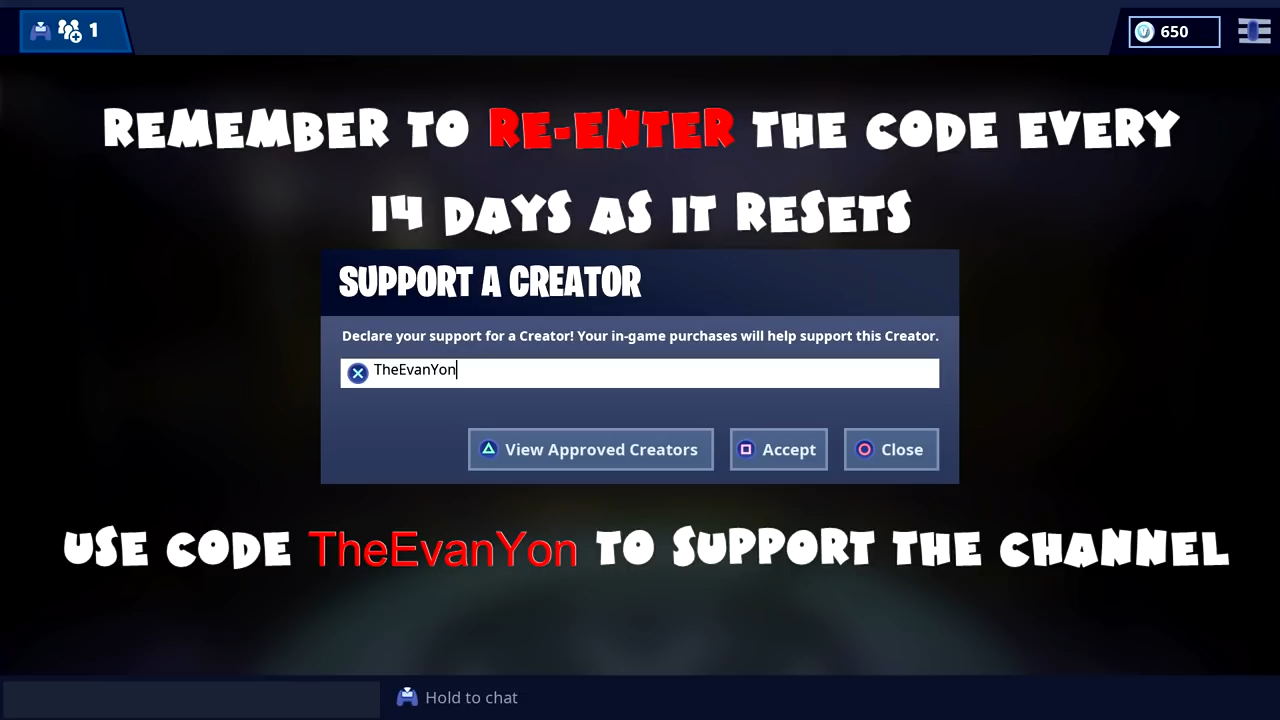 1
650
REMEMBER TO RE-ENTER THE CODE EVERY
14 DAYS AS IT RESETS
SUPPORT A CREATOR
Declare your support for a Creator! Your in-game purchases will help support this Creator.
TheEvanYon
View Approved Creators
Accept
Close
USE CODE TheEvanYon TO SUPPORT THE CHANNEL
Hold to chat